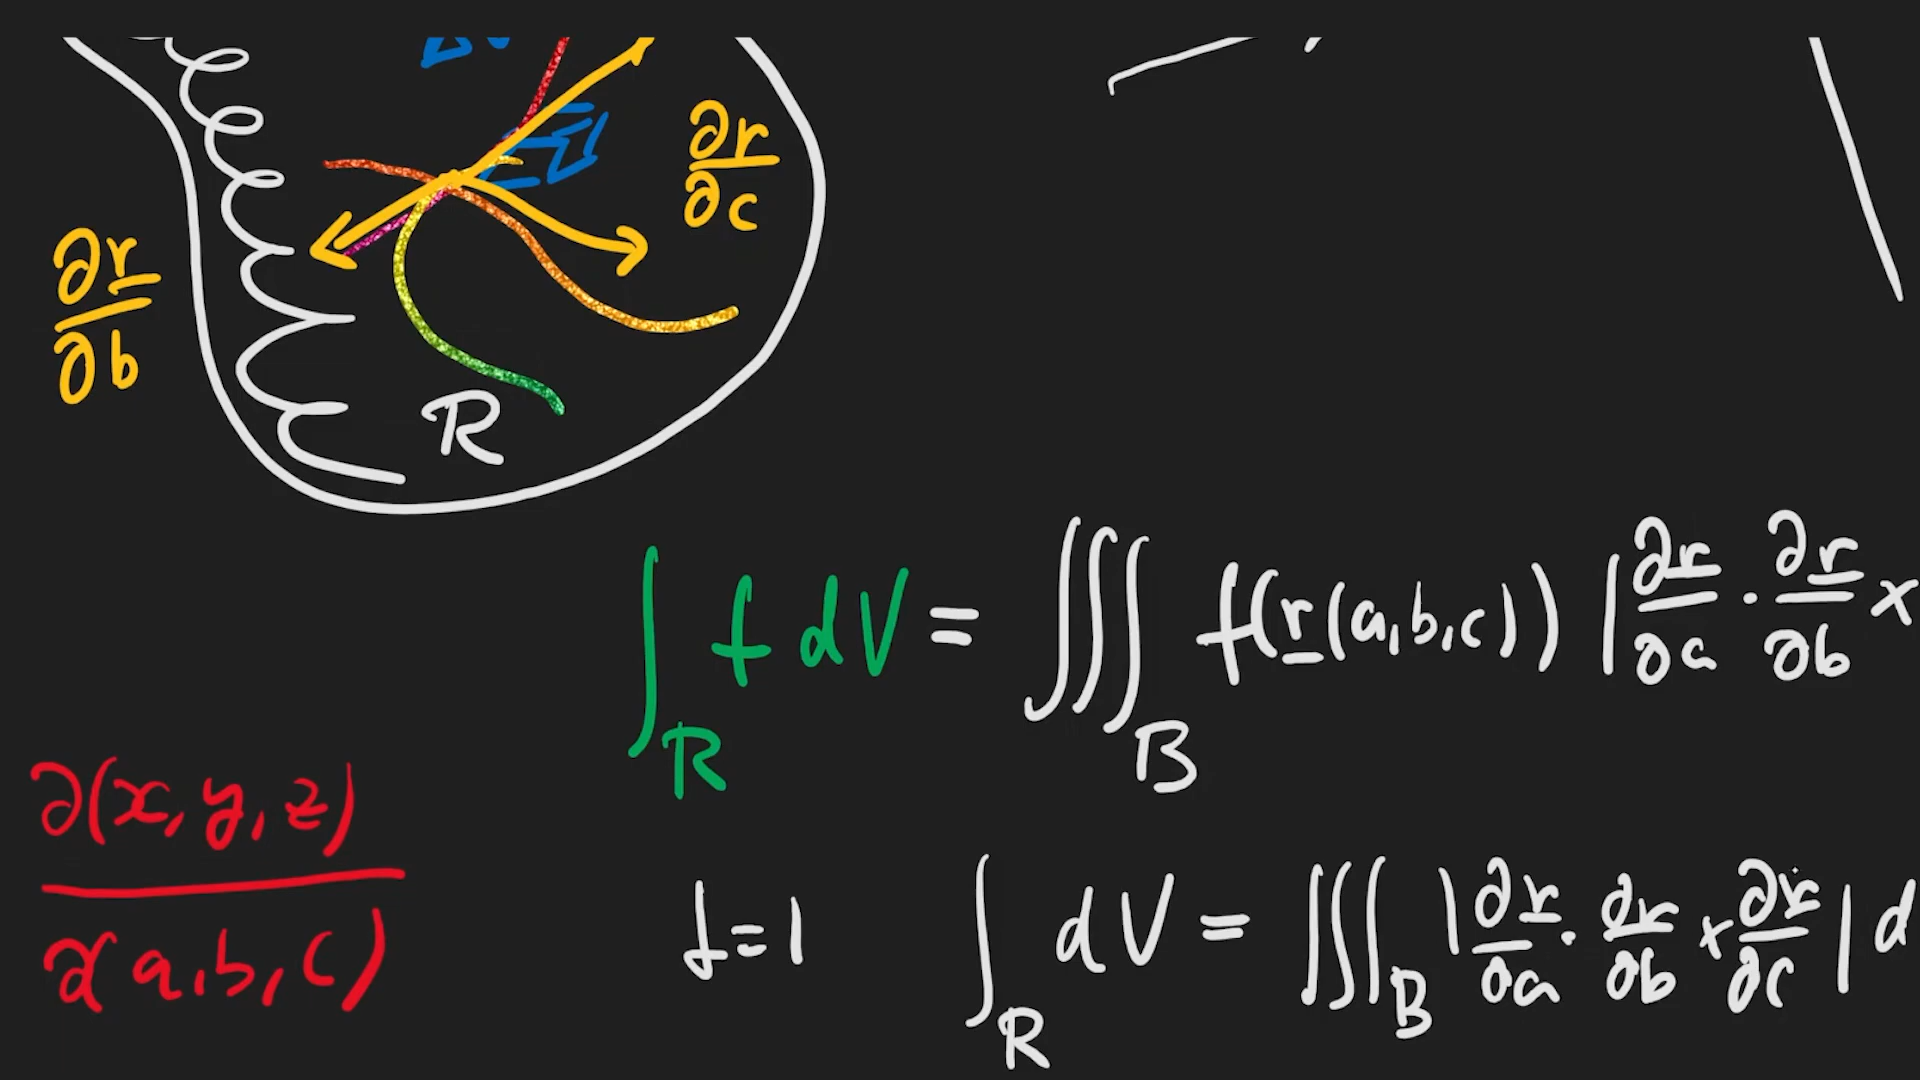 ∂r/∂c
∂r/∂b
R
∫_R f dV = ∭_B f(r(a,b,c)) |∂r/∂a · ∂r/∂b ×
∂(x, y, z)/∂(a,b,c)
f=1 ∫_R dV = ∭_B |∂r/∂a · ∂r/∂b × ∂r/∂c| d